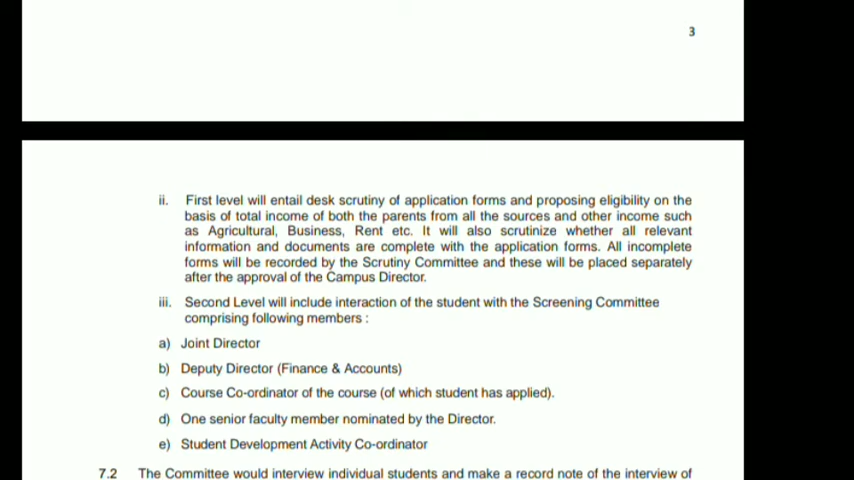 3
ii. First level will entail desk scrutiny of application forms and proposing eligibility on the
basis of total income of both the parents from all the sources and other income such
as Agricultural, Business, Rent etc. It will also scrutinize whether all relevant
information and documents are complete with the application forms. All incomplete
forms will be recorded by the Scrutiny Committee and these will be placed separately
after the approval of the Campus Director.
iii. Second Level will include interaction of the student with the Screening Committee
comprising following members :
a) Joint Director
b) Deputy Director (Finance & Accounts)
c) Course Co-ordinator of the course (of which student has applied).
d) One senior faculty member nominated by the Director.
e) Student Development Activity Co-ordinator
7.2 The Committee would interview individual students and make a record note of the interview of